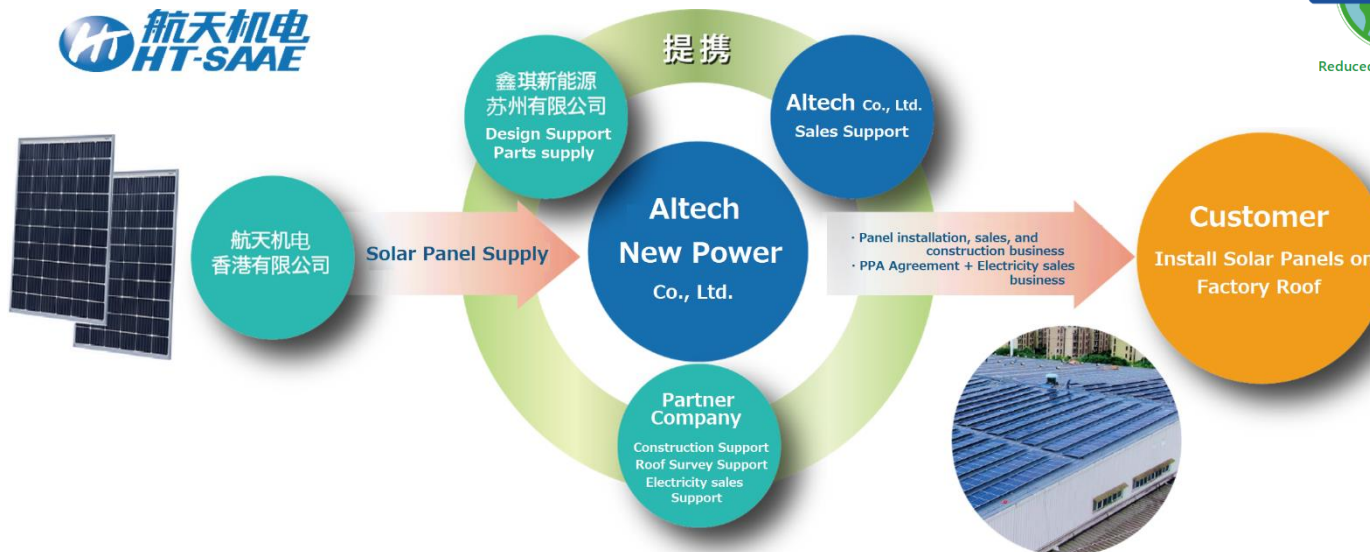 航天机电
HT-SAAE
Reduced
提携
鑫琪新能源
苏州有限公司
Design Support
Parts supply
Altech Co., Ltd.
Sales Support
航天机电
香港有限公司
Solar Panel Supply
Altech
New Power
Co., Ltd.
・Panel installation, sales, and
construction business
・PPA Agreement + Electricity sales
business
Customer
Install Solar Panels on
Factory Roof
Partner
Company
Construction Support
Roof Survey Support
Electricity sales
Support